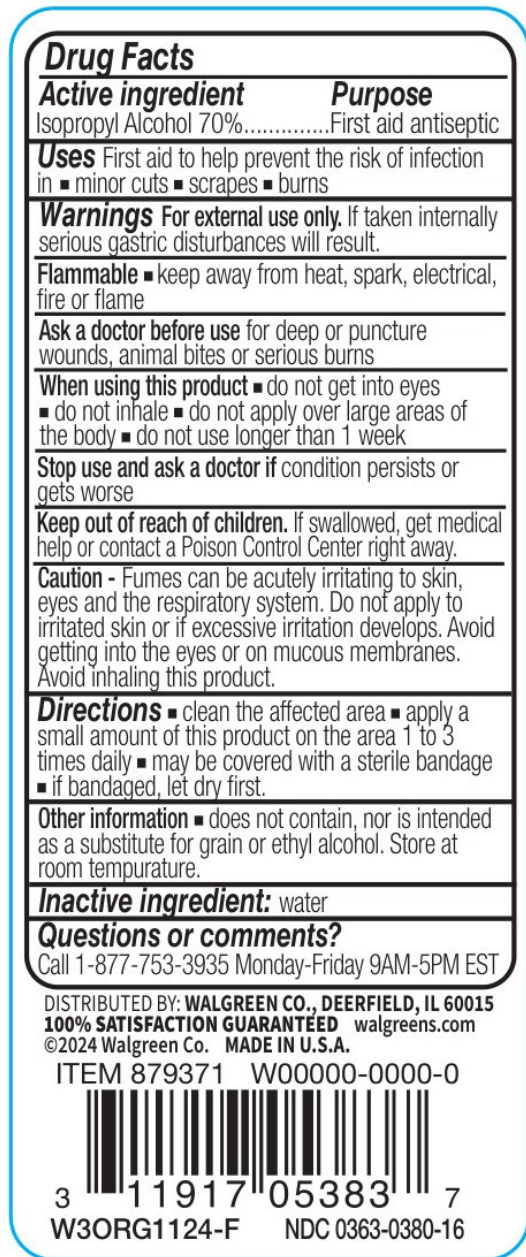 Drug Facts
Active ingredient Purpose
Isopropyl Alcohol 70%...............First aid antiseptic
Uses First aid to help prevent the risk of infection
in ▪ minor cuts ▪ scrapes ▪ burns
Warnings For external use only. If taken internally
serious gastric disturbances will result.
Flammable ▪ keep away from heat, spark, electrical,
fire or flame
Ask a doctor before use for deep or puncture
wounds, animal bites or serious burns
When using this product ▪ do not get into eyes
▪ do not inhale ▪ do not apply over large areas of
the body ▪ do not use longer than 1 week
Stop use and ask a doctor if condition persists or
gets worse
Keep out of reach of children. If swallowed, get medical
help or contact a Poison Control Center right away.
Caution - Fumes can be acutely irritating to skin,
eyes and the respiratory system. Do not apply to
irritated skin or if excessive irritation develops. Avoid
getting into the eyes or on mucous membranes.
Avoid inhaling this product.
Directions ▪ clean the affected area ▪ apply a
small amount of this product on the area 1 to 3
times daily ▪ may be covered with a sterile bandage
▪ if bandaged, let dry first.
Other information ▪ does not contain, nor is intended
as a substitute for grain or ethyl alcohol. Store at
room tempurature.
Inactive ingredient: water
Questions or comments?
Call 1-877-753-3935 Monday-Friday 9AM-5PM EST
DISTRIBUTED BY: WALGREEN CO., DEERFIELD, IL 60015
100% SATISFACTION GUARANTEED walgreens.com
©2024 Walgreen Co. MADE IN U.S.A.
ITEM 879371 W00000-0000-0
3 11917 05383 7
W3ORG1124-F NDC 0363-0380-16